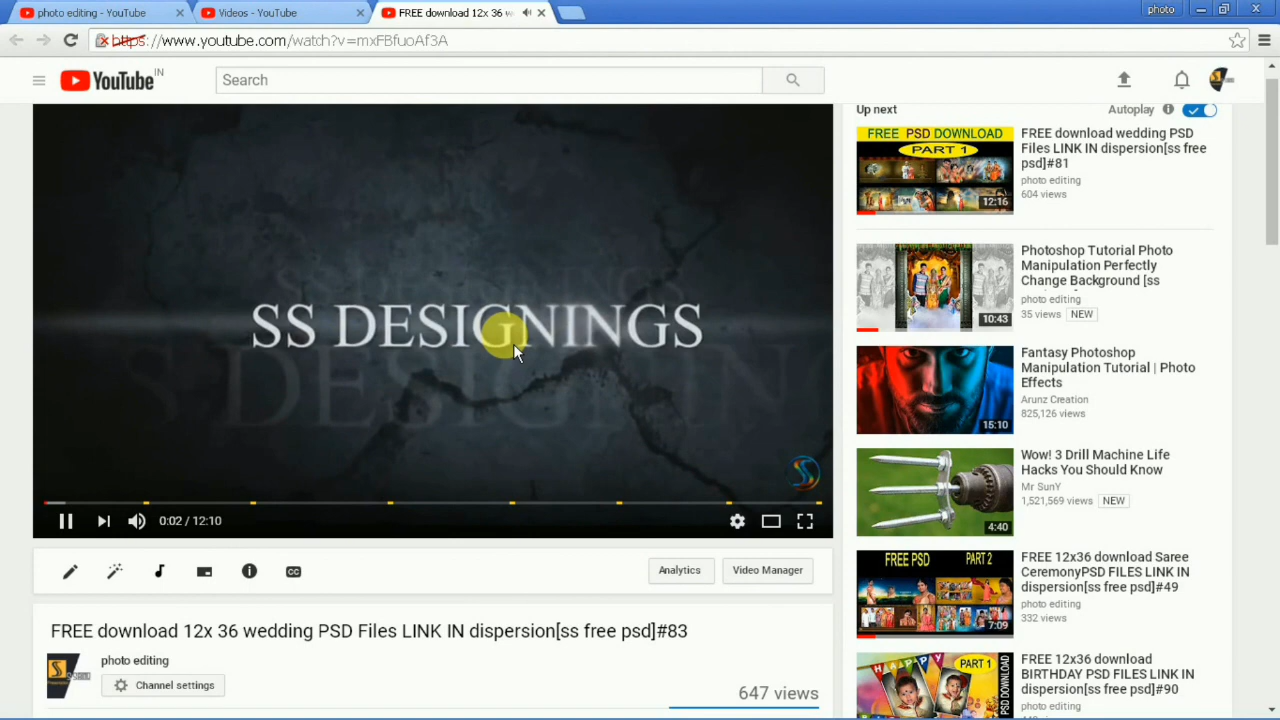 photo editing - YouTube
Videos - YouTube
FREE download 12x 36 w
photo
https://www.youtube.com/watch?v=mxFBfuoAf3A
YouTube IN
Search
SS DESIGNINGS
0:02 / 12:10
CC
Analytics
Video Manager
FREE download 12x 36 wedding PSD Files LINK IN dispersion[ss free psd]#83
photo editing
Channel settings
647 views
Up next
Autoplay
FREE PSD DOWNLOAD
PART 1
12:16
FREE download wedding PSD
Files LINK IN dispersion[ss free
psd]#81
photo editing
604 views
10:43
Photoshop Tutorial Photo
Manipulation Perfectly
Change Background [ss
photo editing
35 views NEW
15:10
Fantasy Photoshop
Manipulation Tutorial | Photo
Effects
Arunz Creation
825,126 views
4:40
Wow! 3 Drill Machine Life
Hacks You Should Know
Mr SunY
1,521,569 views NEW
FREE PSD PART 2
7:09
FREE 12x36 download Saree
CeremonyPSD FILES LINK IN
dispersion[ss free psd]#49
photo editing
332 views
HAPPY
PART 1
PSD DOWNLOAD
FREE 12x36 download
BIRTHDAY PSD FILES LINK IN
dispersion[ss free psd]#90
photo editing